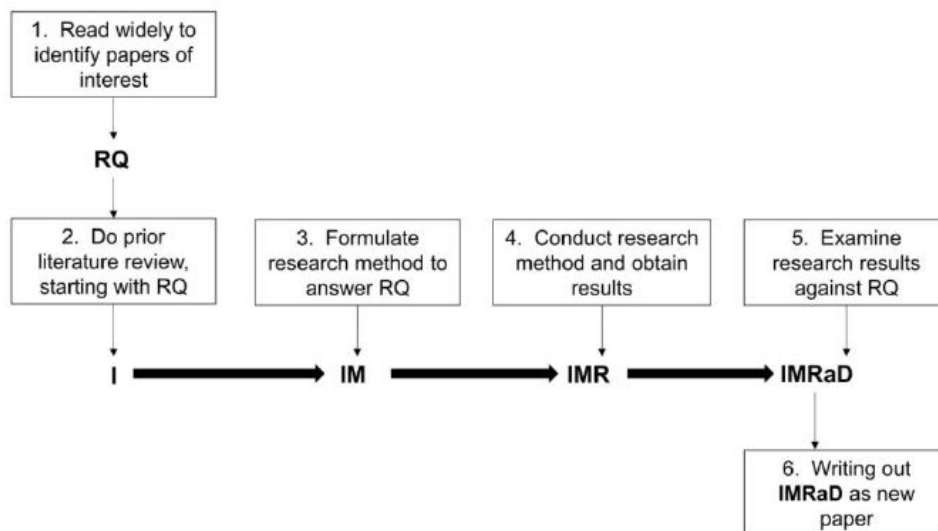 1. Read widely to
identify papers of
interest
RQ
2. Do prior
literature review,
starting with RQ
3. Formulate
research method to
answer RQ
4. Conduct research
method and obtain
results
5. Examine
research results
against RQ
I
IM
IMR
IMRaD
6. Writing out
IMRaD as new
paper